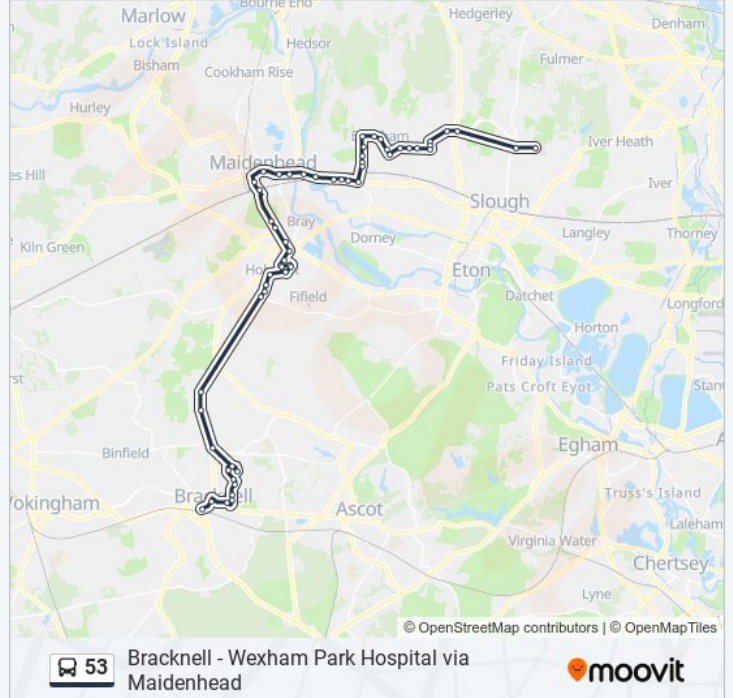 Bourne End
Marlow
Hedgerley
Denham
Lock Island
Hedsor
Bisham
Cookham Rise
Fulmer
Hurley
Iver Heath
Maidenhead
es Hill
Iver
Slough
Bray
Dorney
Langley
Thorney
Kiln Green
Eton
Fifield
Datchet
Longford
Horton
Friday Island
Pats Croft Eyot
Egham
Binfield
Bracknell
Truss's Island
Ascot
Laleham
Virginia Water
Chertsey
Lyne
© OpenStreetMap contributors | © OpenMapTiles
53 Bracknell - Wexham Park Hospital via
Maidenhead
moovit